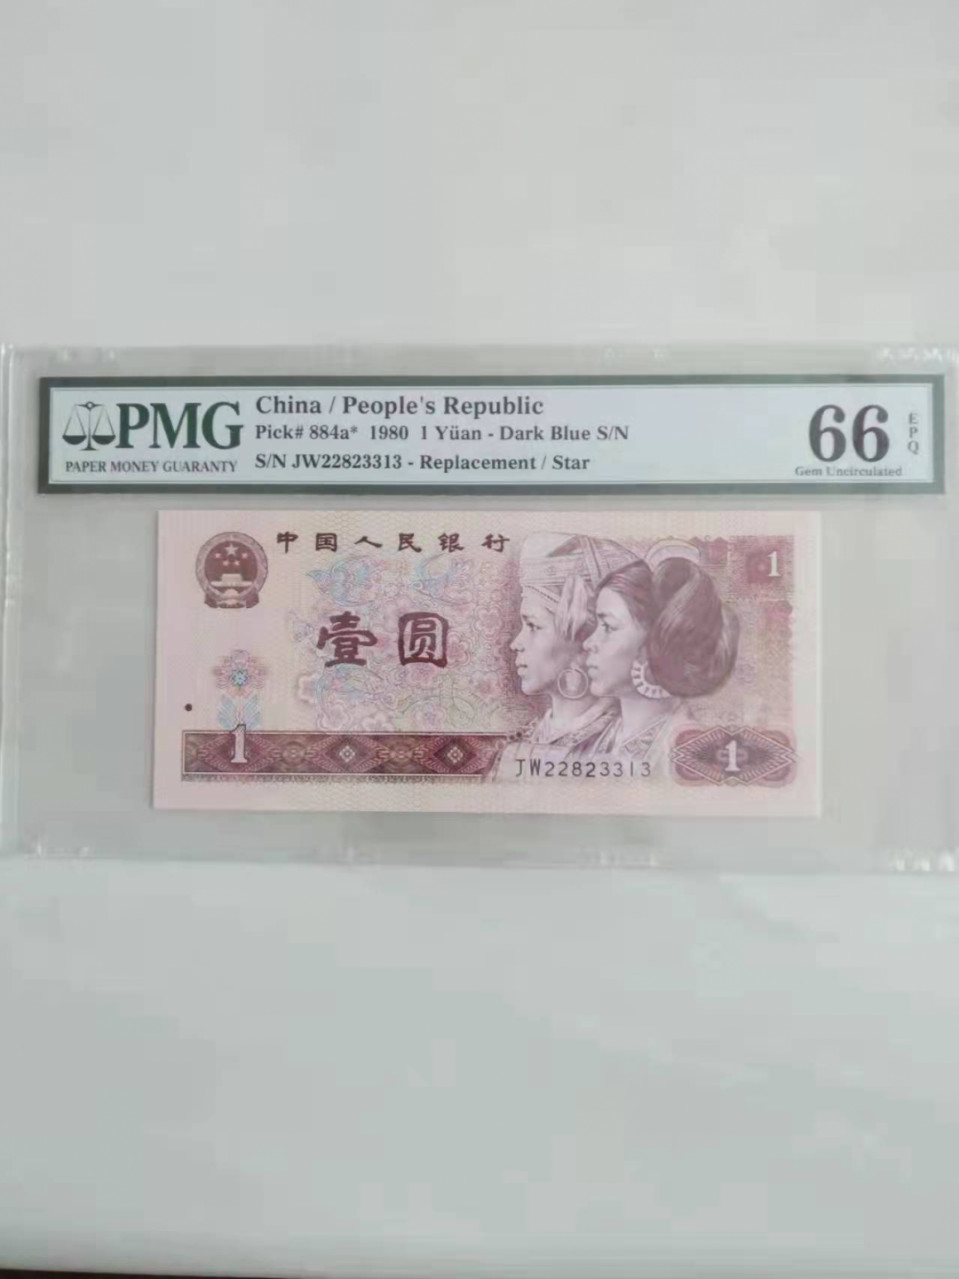 PMG
PAPER MONEY GUARANTY
China / People's Republic
Pick# 884a* 1980 1 Yüan - Dark Blue S/N
S/N JW22823313 - Replacement / Star
66
EPQ
Gem Uncirculated
中国人民银行
1
壹圆
1
JW22823313
1